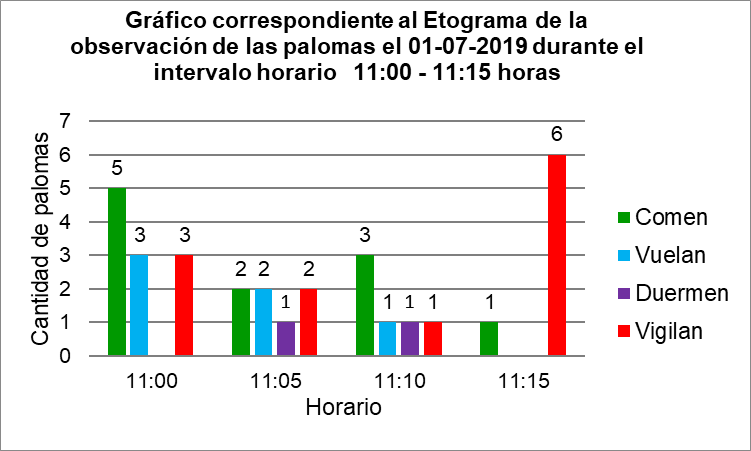 Gráfico correspondiente al Etograma de la
observación de las palomas el 01-07-2019 durante el
intervalo horario 11:00 - 11:15 horas
Cantidad de palomas
7
6
5
4
3
2
1
0
5
3
3
2
2
1
2
3
1
1
1
1
6
11:00
11:05
11:10
11:15
Horario
Comen
Vuelan
Duermen
Vigilan